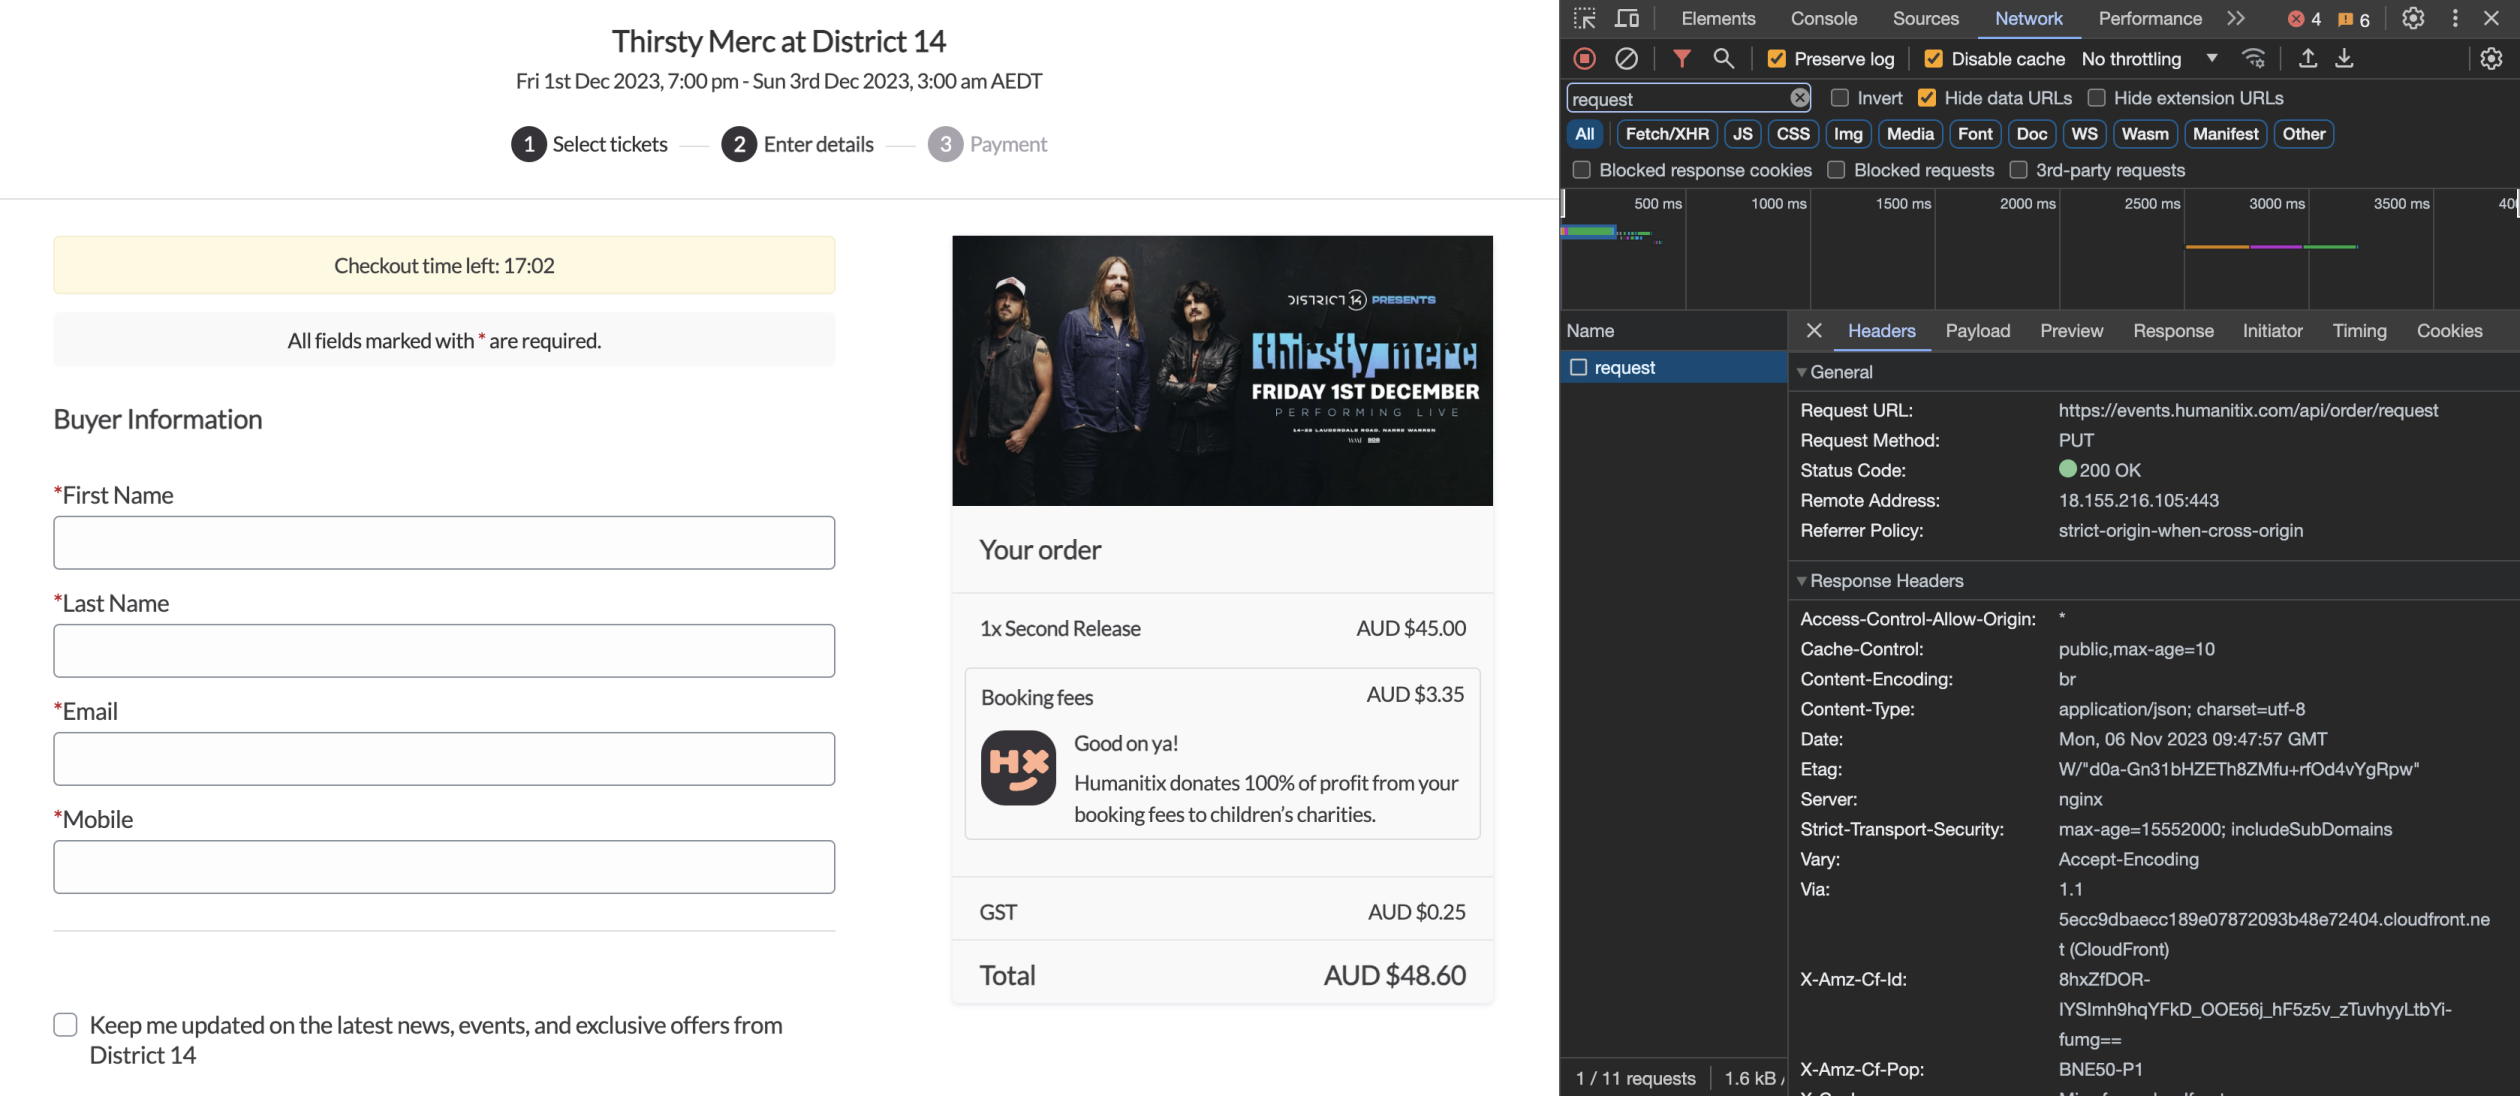 Thirsty Merc at District 14
Fri 1st Dec 2023, 7:00 pm - Sun 3rd Dec 2023, 3:00 am AEDT
1 Select tickets 2 Enter details 3 Payment
Checkout time left: 17:02
All fields marked with * are required.
Buyer Information
*First Name
*Last Name
*Email
*Mobile
Keep me updated on the latest news, events, and exclusive offers from
District 14
DISTRICT 14 PRESENTS
thirsty merc
FRIDAY 1ST DECEMBER
PERFORMING LIVE
14-22 LAUDERDALE ROAD, NARRE WARREN
Your order
1x Second Release AUD $45.00
Booking fees AUD $3.35
HX
Good on ya!
Humanitix donates 100% of profit from your
booking fees to children’s charities.
GST AUD $0.25
Total AUD $48.60
Elements Console Sources Network Performance 4 6
Preserve log Disable cache No throttling
request Invert Hide data URLs Hide extension URLs
All Fetch/XHR JS CSS Img Media Font Doc WS Wasm Manifest Other
Blocked response cookies Blocked requests 3rd-party requests
500 ms 1000 ms 1500 ms 2000 ms 2500 ms 3000 ms 3500 ms 40
Name Headers Payload Preview Response Initiator Timing Cookies
request
General
Request URL: https://events.humanitix.com/api/order/request
Request Method: PUT
Status Code: 200 OK
Remote Address: 18.155.216.105:443
Referrer Policy: strict-origin-when-cross-origin
Response Headers
Access-Control-Allow-Origin: *
Cache-Control: public,max-age=10
Content-Encoding: br
Content-Type: application/json; charset=utf-8
Date: Mon, 06 Nov 2023 09:47:57 GMT
Etag: W/"d0a-Gn31bHZETh8ZMfu+rfOd4vYgRpw"
Server: nginx
Strict-Transport-Security: max-age=15552000; includeSubDomains
Vary: Accept-Encoding
Via: 1.1
5ecc9dbaecc189e07872093b48e72404.cloudfront.ne
t (CloudFront)
X-Amz-Cf-Id: 8hxZfDOR-
IYSImh9hqYFkD_OOE56j_hF5z5v_zTuvhyyLtbYi-
fumg==
X-Amz-Cf-Pop: BNE50-P1
1 / 11 requests 1.6 kB /